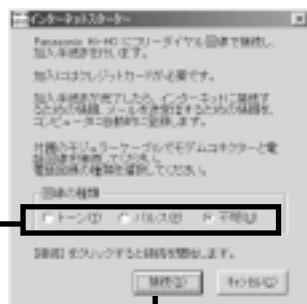 インターネットスターター
Panasonic Hi-HOにフリーダイヤル回線で接続し、
加入手続きを行います。
加入にはクレジットカードが必要です。
加入手続きが完了したら、インターネットに接続する
ための情報、メールを送受信するための情報を、
コンピュータに自動的に登録します。
付属のモジュラーケーブルでモデムコネクターと電
話回線を接続してください。
電話回線の種類を選択してください。
回線の種類
トーン(T) パルス(P) 不明(U)
[接続]をクリックすると接続を開始します。
接続(C) キャンセル(C)